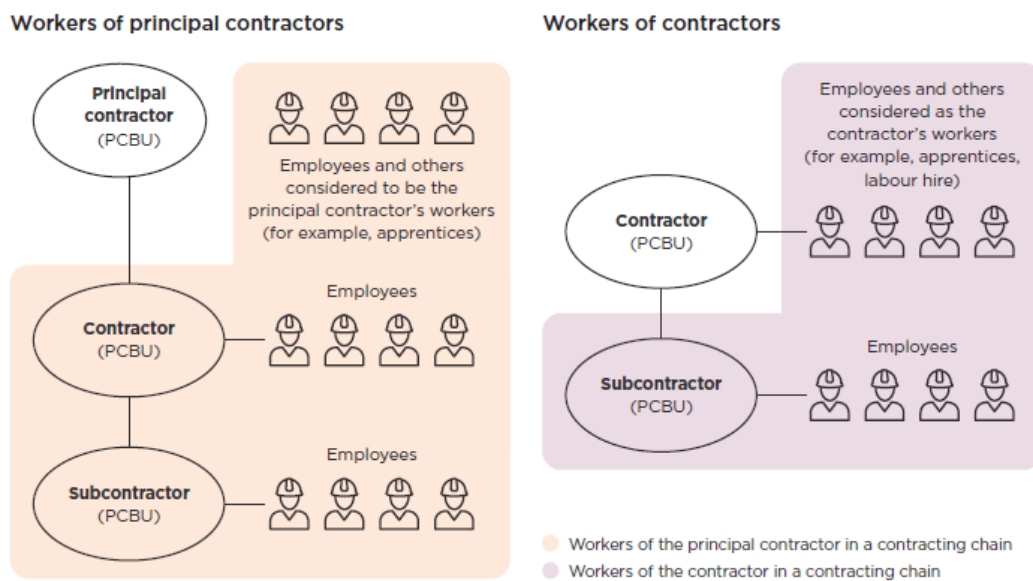 Workers of principal contractors
Principal
contractor
(PCBU)
Employees and others
considered to be the
principal contractor's workers
(for example, apprentices)
Contractor
(PCBU)
Employees
Subcontractor
(PCBU)
Employees
Workers of contractors
Employees and others
considered as the
contractor's workers
(for example, apprentices,
labour hire)
Contractor
(PCBU)
Subcontractor
(PCBU)
Employees
Workers of the principal contractor in a contracting chain
Workers of the contractor in a contracting chain